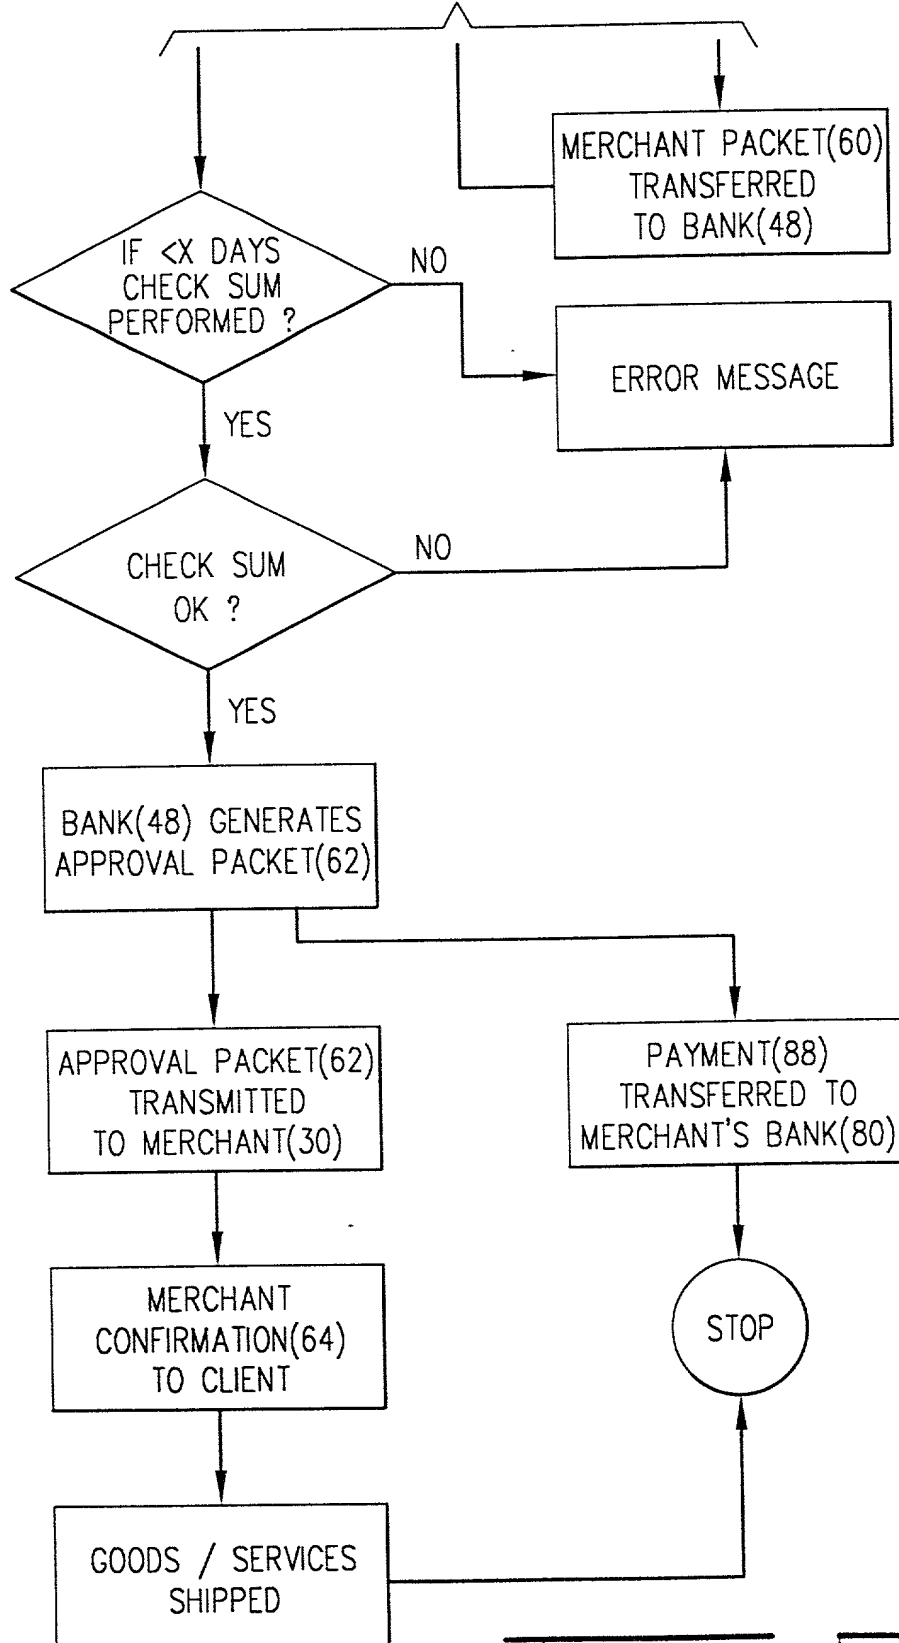 MERCHANT PACKET(60)
TRANSFERRED
TO BANK(48)
IF <X DAYS
CHECK SUM
PERFORMED ?
NO
ERROR MESSAGE
YES
CHECK SUM
OK ?
NO
YES
BANK(48) GENERATES
APPROVAL PACKET(62)
APPROVAL PACKET(62)
TRANSMITTED
TO MERCHANT(30)
PAYMENT(88)
TRANSFERRED TO
MERCHANT'S BANK(80)
MERCHANT
CONFIRMATION(64)
TO CLIENT
STOP
GOODS / SERVICES
SHIPPED